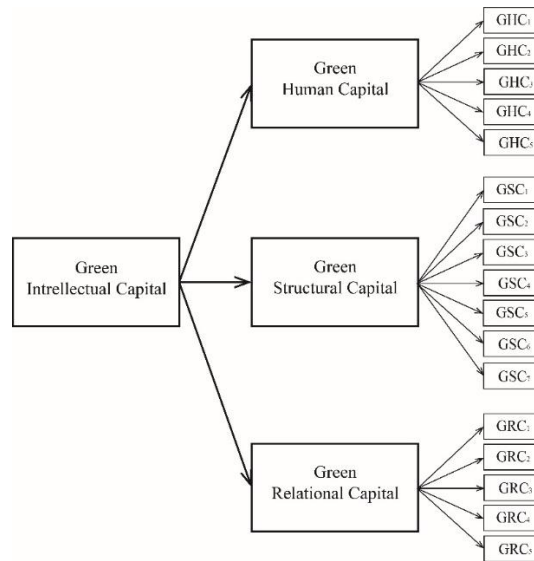 Green
Human Capital
GHC₁
GHC₂
GHC₃
GHC₄
GHC₅
Green
Intrellectual Capital
Green
Structural Capital
GSC₁
GSC₂
GSC₃
GSC₄
GSC₅
GSC₆
GSC₇
Green
Relational Capital
GRC₁
GRC₂
GRC₃
GRC₄
GRC₅